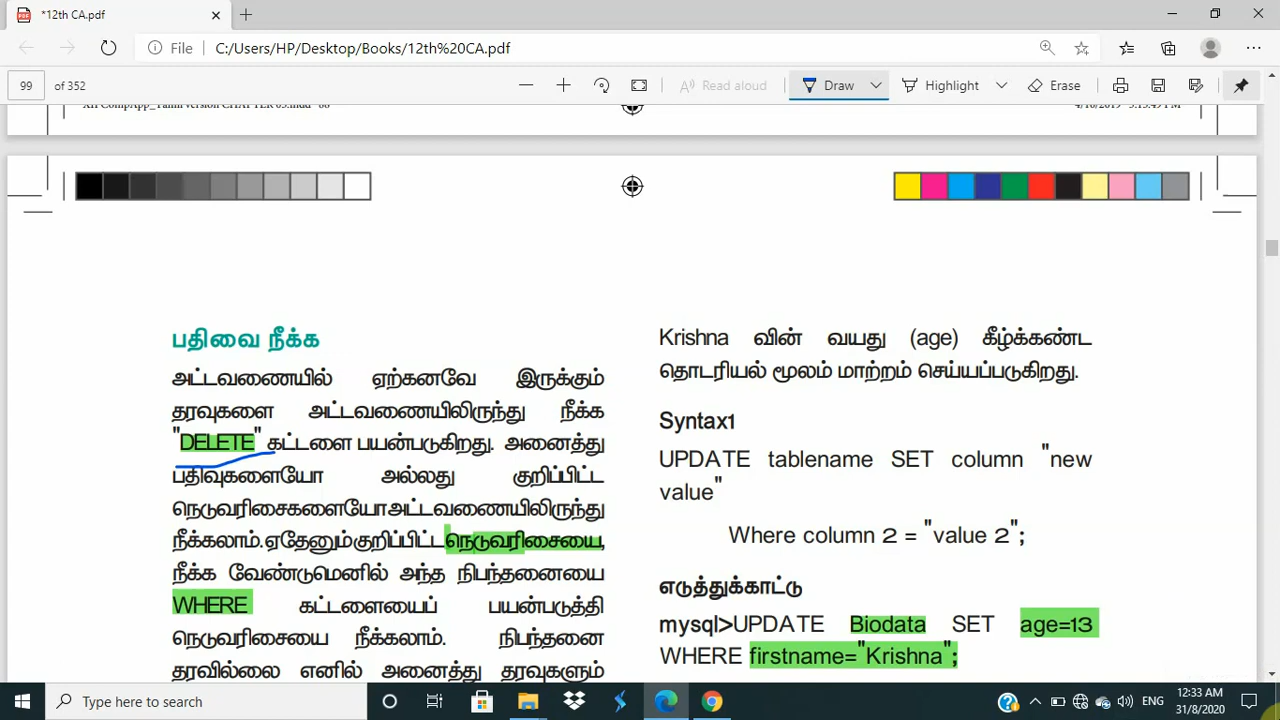 *12th CA.pdf
File C:/Users/HP/Desktop/Books/12th%20CA.pdf
99 of 352 Read aloud Draw Highlight Erase
பதிவை நீக்க
அட்டவணையில் ஏற்கனவே இருக்கும்
தரவுகளை அட்டவணையிலிருந்து நீக்க
"DELETE" கட்டளை பயன்படுகிறது. அனைத்து
பதிவுகளையோ அல்லது குறிப்பிட்ட
நெடுவரிசைகளையோ அட்டவணையிலிருந்து
நீக்கலாம். ஏதேனும் குறிப்பிட்ட நெடுவரிசையை,
நீக்க வேண்டுமெனில் அந்த நிபந்தனையை
WHERE கட்டளையைப் பயன்படுத்தி
நெடுவரிசையை நீக்கலாம். நிபந்தனை
தரவில்லை எனில் அனைத்து தரவுகளும்
Krishna வின் வயது (age) கீழ்க்கண்ட
தொடரியல் மூலம் மாற்றம் செய்யப்படுகிறது.
Syntax1
UPDATE tablename SET column "new
value"
Where column 2 = "value 2";
எடுத்துக்காட்டு
mysql>UPDATE Biodata SET age=13
WHERE firstname="Krishna";
Type here to search
ENG
12:33 AM
31/8/2020